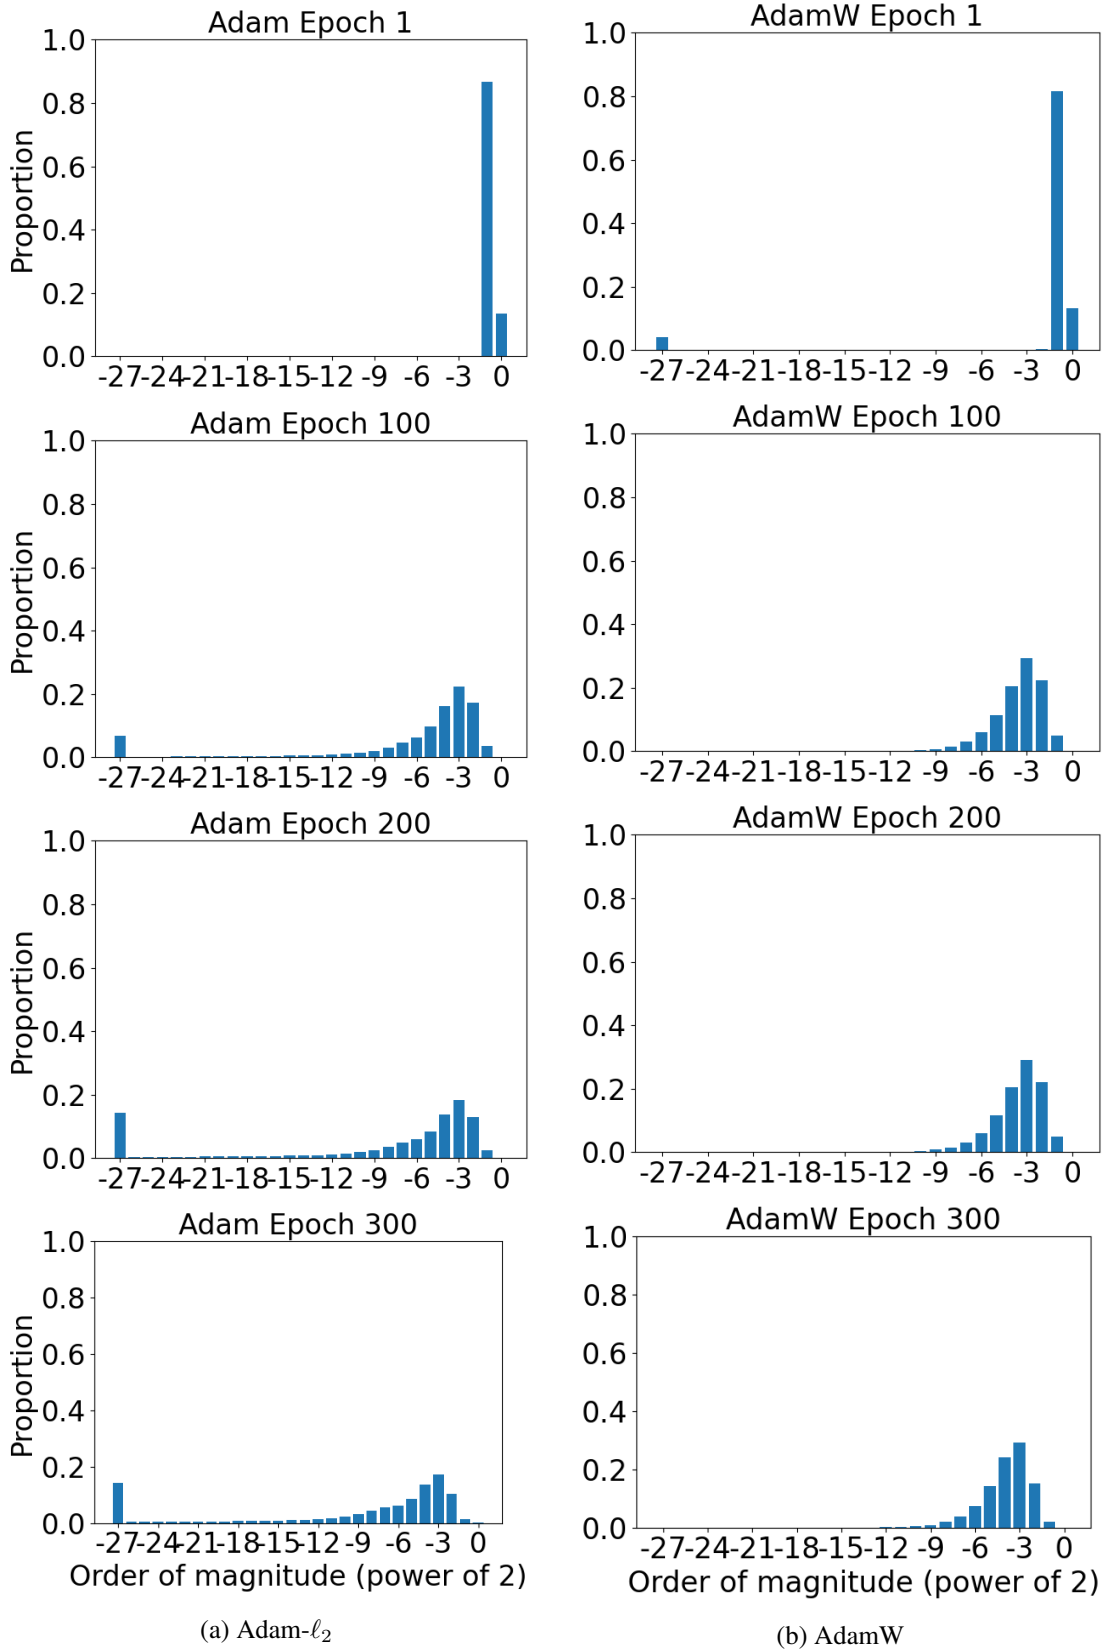 Adam Epoch 1
1.0
0.8
0.6
0.4
0.2
0.0
Proportion
-27 -24 -21 -18 -15 -12 -9 -6 -3 0
AdamW Epoch 1
1.0
0.8
0.6
0.4
0.2
0.0
-27 -24 -21 -18 -15 -12 -9 -6 -3 0
Adam Epoch 100
1.0
0.8
0.6
0.4
0.2
0.0
Proportion
-27 -24 -21 -18 -15 -12 -9 -6 -3 0
AdamW Epoch 100
1.0
0.8
0.6
0.4
0.2
0.0
-27 -24 -21 -18 -15 -12 -9 -6 -3 0
Adam Epoch 200
1.0
0.8
0.6
0.4
0.2
0.0
Proportion
-27 -24 -21 -18 -15 -12 -9 -6 -3 0
AdamW Epoch 200
1.0
0.8
0.6
0.4
0.2
0.0
-27 -24 -21 -18 -15 -12 -9 -6 -3 0
Adam Epoch 300
1.0
0.8
0.6
0.4
0.2
0.0
Proportion
-27 -24 -21 -18 -15 -12 -9 -6 -3 0
Order of magnitude (power of 2)
(a) Adam-ℓ₂
AdamW Epoch 300
1.0
0.8
0.6
0.4
0.2
0.0
-27 -24 -21 -18 -15 -12 -9 -6 -3 0
Order of magnitude (power of 2)
(b) AdamW